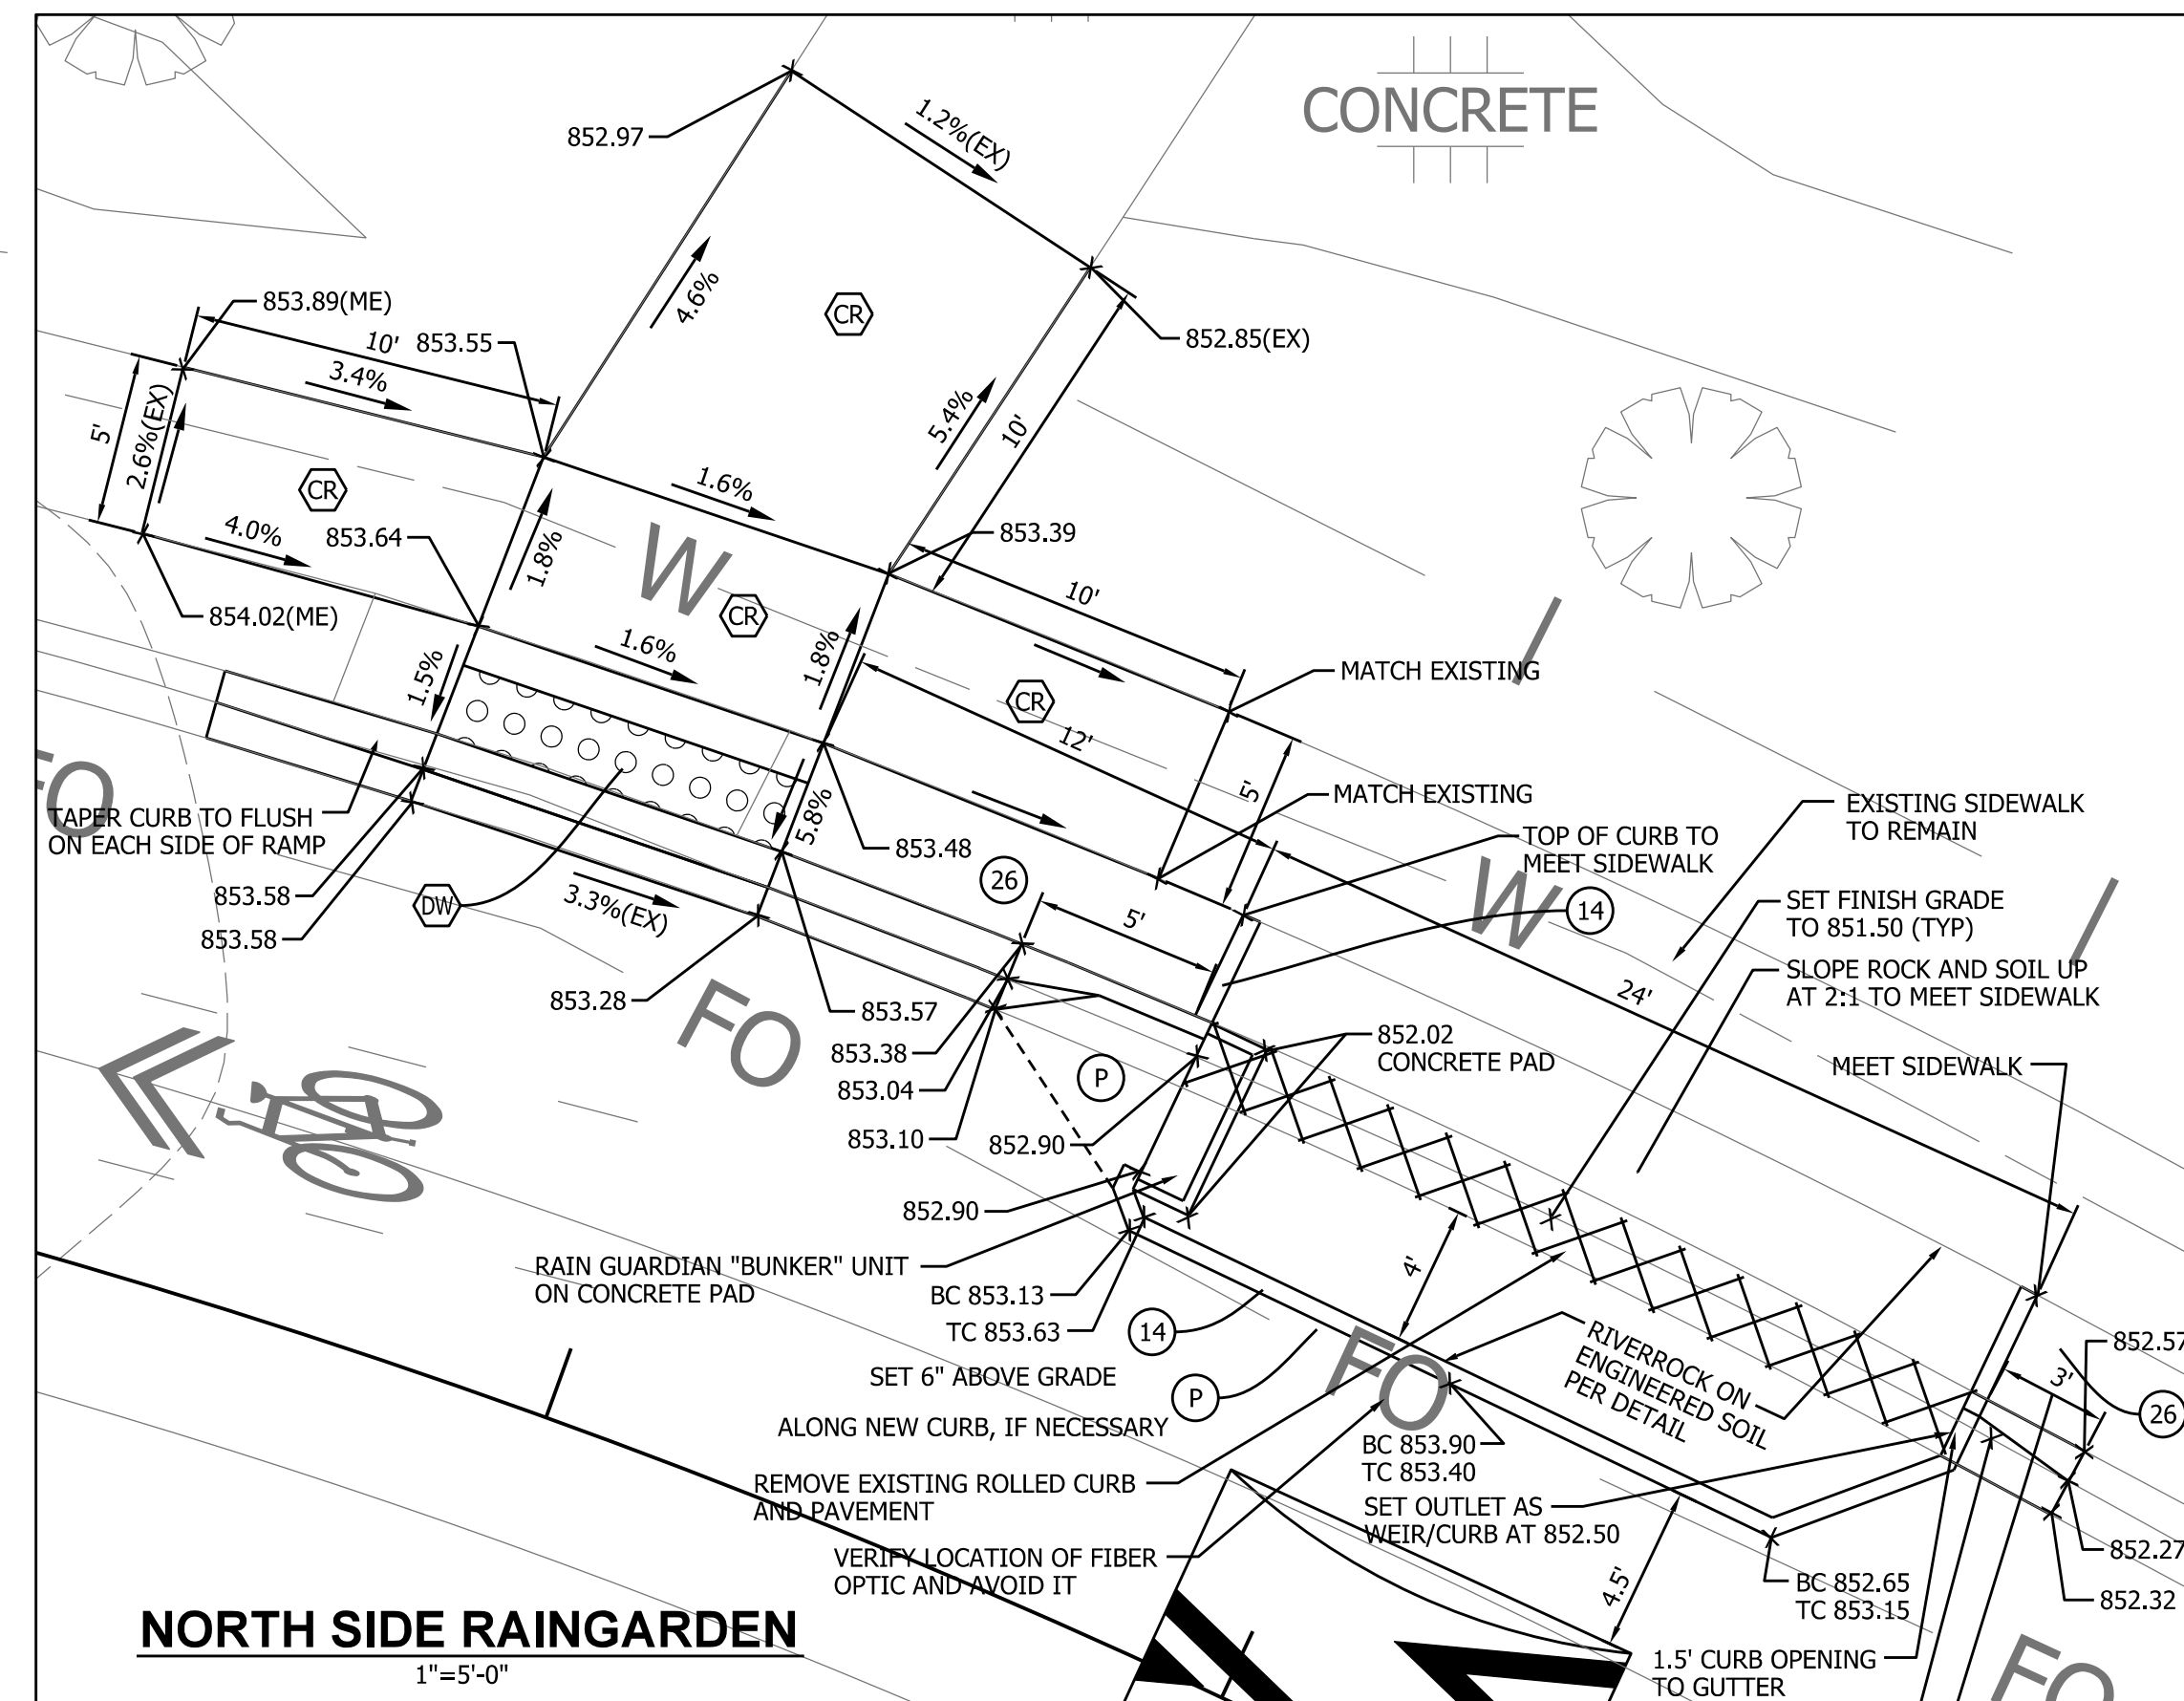 CONCRETE
852.97
1.2%(EX)
4.6%
CR
852.85(EX)
853.89(ME)
10'
853.55
3.4%
5'
2.6%(EX)
CR
4.0%
853.64
854.02(ME)
5.4%
10'
1.6%
853.39
1.8%
W
CR
1.6%
1.8%
10'
MATCH EXISTING
CR
12'
5'
MATCH EXISTING
1.5%
FO
TAPER CURB TO FLUSH
ON EACH SIDE OF RAMP
853.58
853.58
DW
5.8%
853.48
3.3%(EX)
26
853.28
853.57
FO
5'
TOP OF CURB TO
MEET SIDEWALK
14
W
I
I
EXISTING SIDEWALK
TO REMAIN
SET FINISH GRADE
TO 851.50 (TYP)
SLOPE ROCK AND SOIL UP
AT 2:1 TO MEET SIDEWALK
24'
MEET SIDEWALK
853.38
853.04
853.10
P
852.90
852.02
CONCRETE PAD
852.90
RAIN GUARDIAN "BUNKER" UNIT
ON CONCRETE PAD
BC 853.13
TC 853.63
14
4'
SET 6" ABOVE GRADE
ALONG NEW CURB, IF NECESSARY
P
FO
REMOVE EXISTING ROLLED CURB
AND PAVEMENT
VERIFY LOCATION OF FIBER
OPTIC AND AVOID IT
RIVERROCK ON
ENGINEERED SOIL
PER DETAIL
BC 853.90
TC 853.40
SET OUTLET AS
WEIR/CURB AT 852.50
852.57
3'
26
852.27
852.32
BC 852.65
TC 853.15
4.5'
1.5' CURB OPENING
TO GUTTER
FO
NORTH SIDE RAINGARDEN
1"=5'-0"